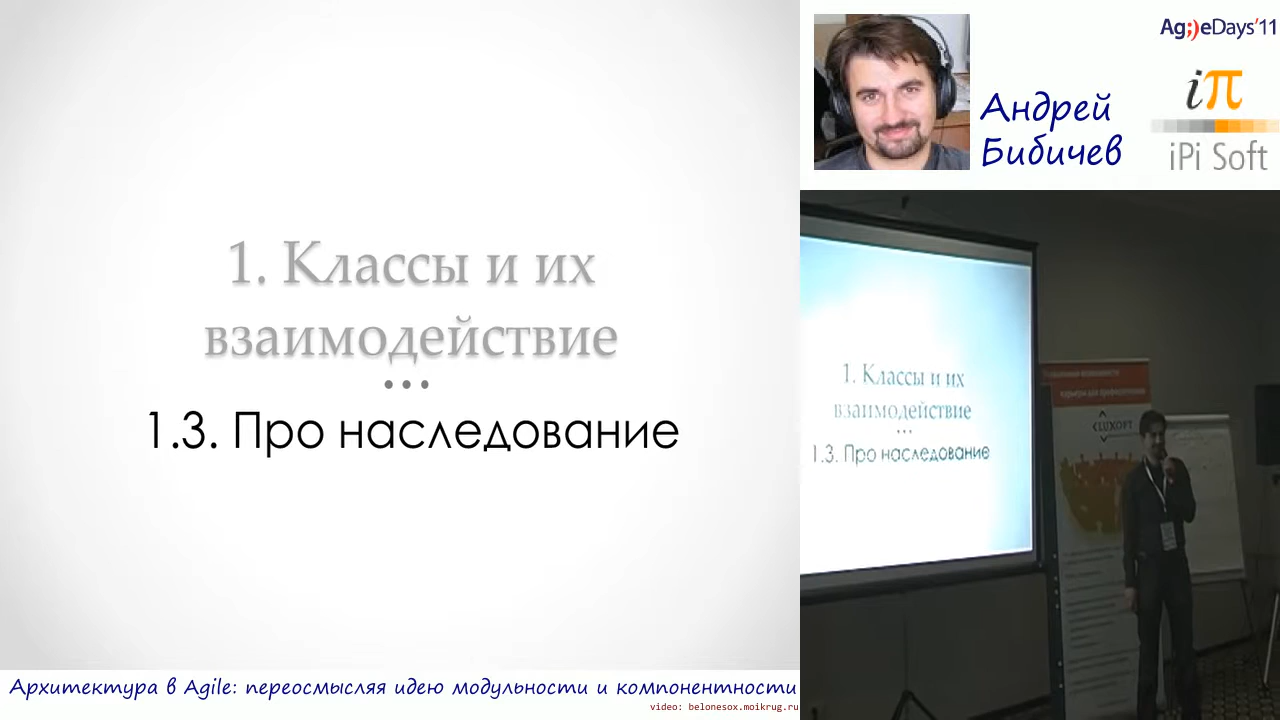 1. Классы и их
взаимодействие
•••
1.3. Про наследование
Архитектура в Agile: переосмысляя идею модульности и компонентности
video: belonesox.moikrug.ru
Ag;)eDays'11
Андрей
Бибичев
iπ
iPi Soft
1. Классы и их
взаимодействие
•••
1.3. Про наследование
LUXOFT